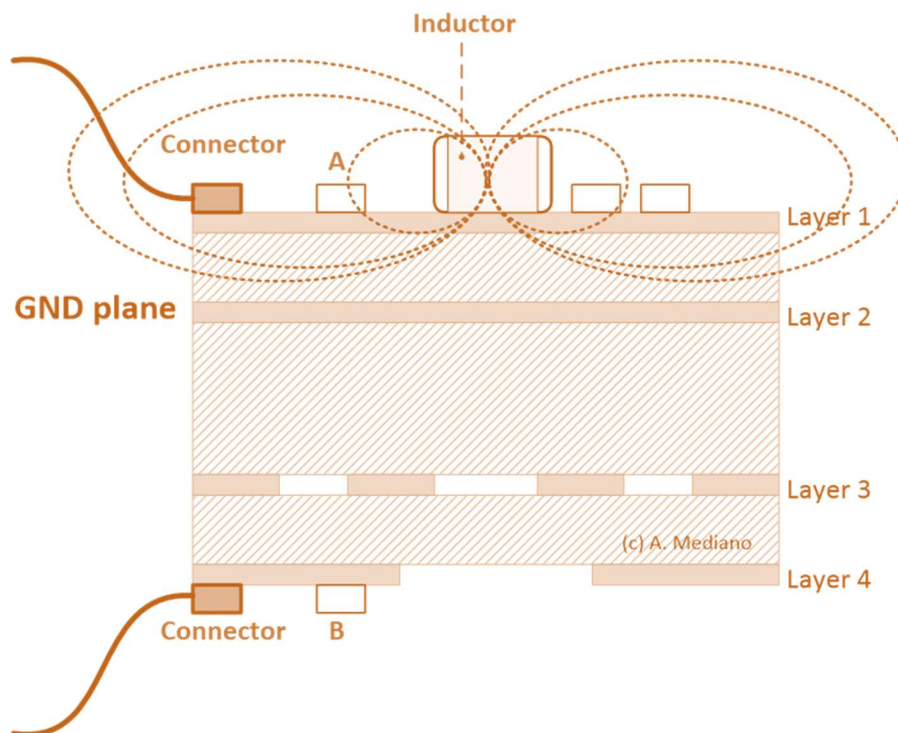 Inductor
Connector
A
Layer 1
GND plane
Layer 2
Layer 3
(c) A. Mediano
Layer 4
Connector
B